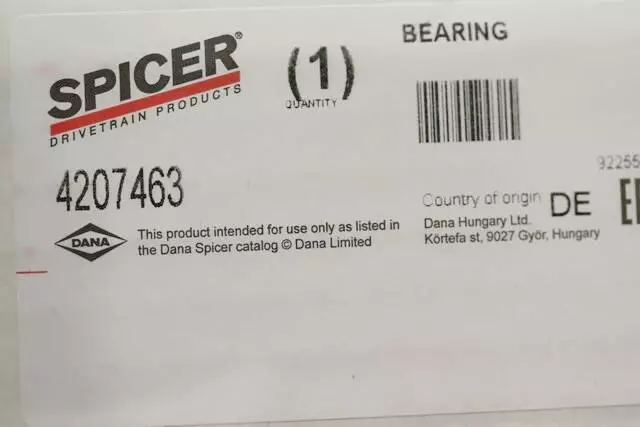 SPICER®
DRIVETRAIN PRODUCTS
(1)
QUANTITY
BEARING
92255
4207463
Country of origin DE
DANA
This product intended for use only as listed in
the Dana Spicer catalog © Dana Limited
Dana Hungary Ltd.
Körtefa st, 9027 Győr, Hungary